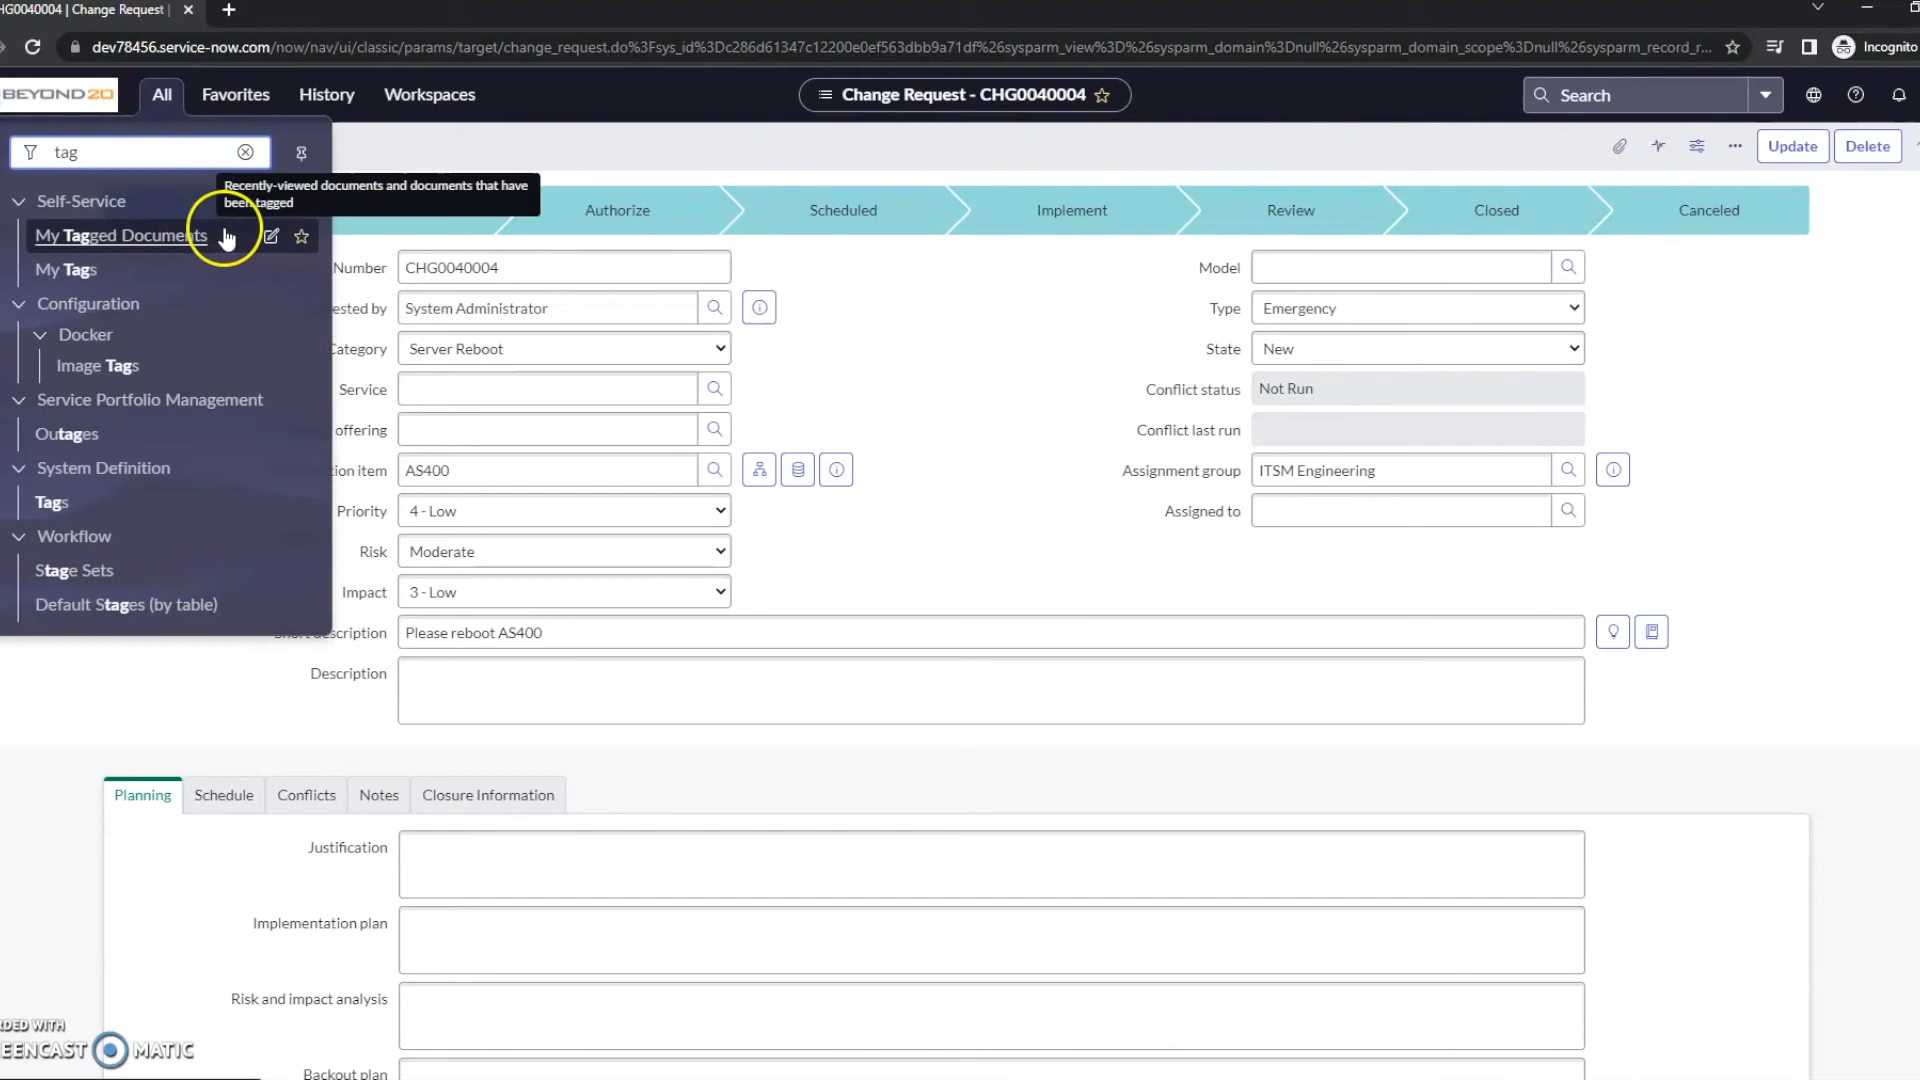 HG0040004 | Change Request |
dev78456.service-now.com/now/nav/ui/classic/params/target/change_request.do%3Fsys_id%3Dc286d61347c12200e0ef563dbb9a71df%26sysparm_view%3D%26sysparm_domain%3Dnull%26sysparm_domain_scope%3Dnull%26sysparm_record_r...
Incognito
BEYOND20
All
Favorites
History
Workspaces
Change Request - CHG0040004
Search
tag
Update
Delete
Recently-viewed documents and documents that have
been tagged
Self-Service
My Tagged Documents
My Tags
Configuration
Docker
Image Tags
Service Portfolio Management
Outages
System Definition
Tags
Workflow
Stage Sets
Default Stages (by table)
Authorize
Scheduled
Implement
Review
Closed
Canceled
Number CHG0040004
Model
ested by System Administrator
Type Emergency
Category Server Reboot
State New
Service
Conflict status Not Run
offering
Conflict last run
ion item AS400
Assignment group ITSM Engineering
Priority 4 - Low
Assigned to
Risk Moderate
Impact 3 - Low
Short description Please reboot AS400
Description
Planning
Schedule
Conflicts
Notes
Closure Information
Justification
Implementation plan
Risk and impact analysis
Backout plan
RDED WITH
EENCAST MATIC